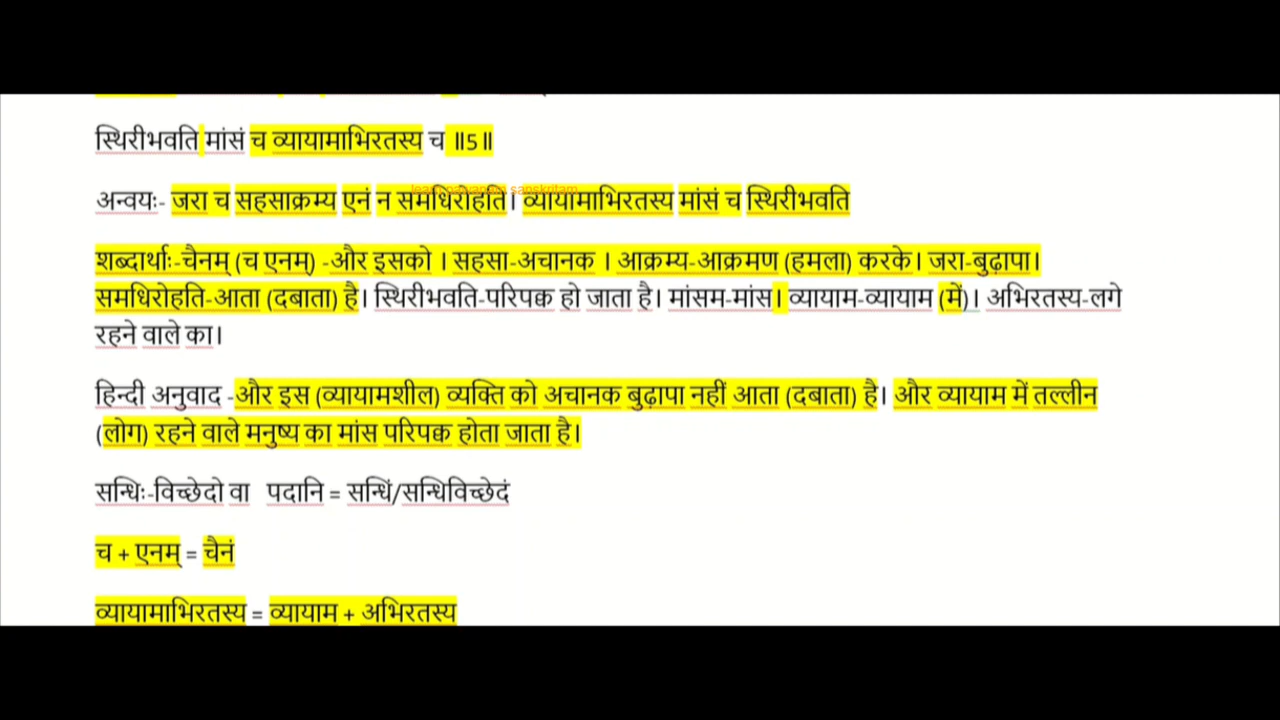 स्थिरीभवति मांसं च व्यायामाभिरतस्य च ॥5॥
learn pawanam sanskritam
अन्वयः- जरा च सहसाक्रम्य एनं न समधिरोहति। व्यायामाभिरतस्य मांसं च स्थिरीभवति
शब्दार्थाः-चैनम् (च एनम्) -और इसको । सहसा-अचानक । आक्रम्य-आक्रमण (हमला) करके। जरा-बुढ़ापा।
समधिरोहति-आता (दबाता) है। स्थिरीभवति-परिपक्व हो जाता है। मांसम-मांस। व्यायाम-व्यायाम (में)। अभिरतस्य-लगे
रहने वाले का।
हिन्दी अनुवाद -और इस (व्यायामशील) व्यक्ति को अचानक बुढ़ापा नहीं आता (दबाता) है। और व्यायाम में तल्लीन
(लोग) रहने वाले मनुष्य का मांस परिपक्व होता जाता है।
सन्धिः-विच्छेदो वा पदानि = सन्धिं/सन्धिविच्छेदं
च + एनम् = चैनं
व्यायामाभिरतस्य = व्यायाम + अभिरतस्य